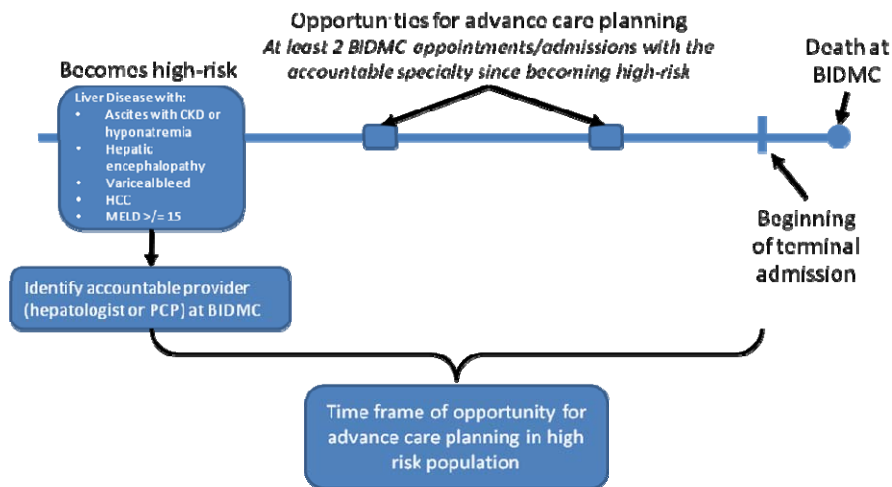 Opportunities for advance care planning
At least 2 BIDMC appointments/admissions with the
accountable specialty since becoming high-risk
Death at
BIDMC
Becomes high-risk
Liver Disease with:
• Ascites with CKD or
hyponatremia
• Hepatic
encephalopathy
• Variceal bleed
• HCC
• MELD >/= 15
Beginning
of terminal
admission
Identify accountable provider
(hepatologist or PCP) at BIDMC
Time frame of opportunity for
advance care planning in high
risk population